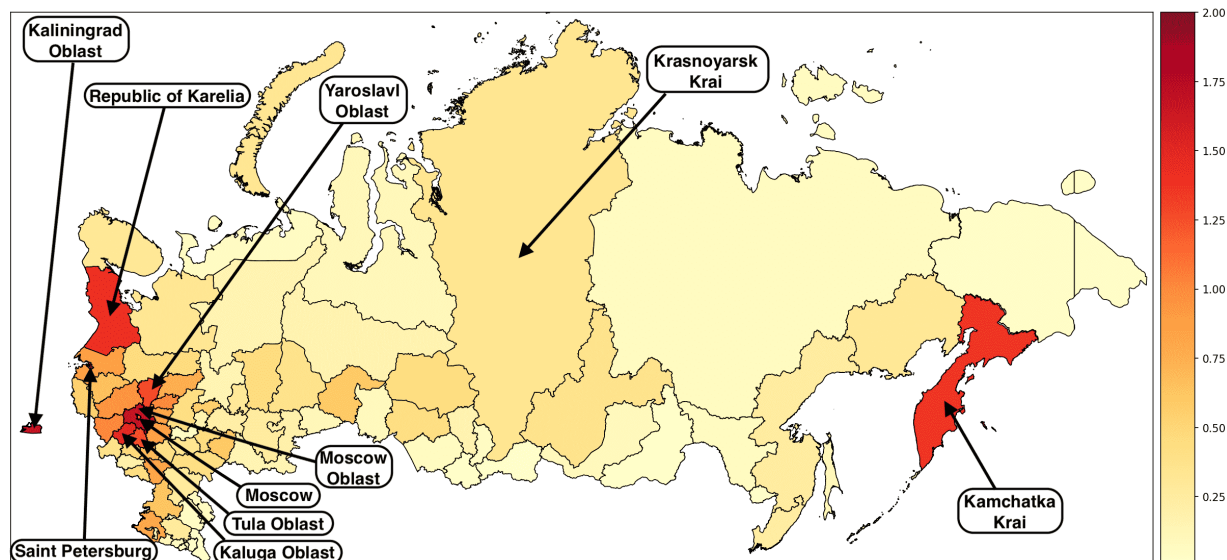 Kaliningrad
Oblast
Republic of Karelia
Yaroslavl
Oblast
Krasnoyarsk
Krai
Moscow
Oblast
Moscow
Tula Oblast
Kaluga Oblast
Saint Petersburg
Kamchatka
Krai
2.00
1.75
1.50
1.25
1.00
0.75
0.50
0.25